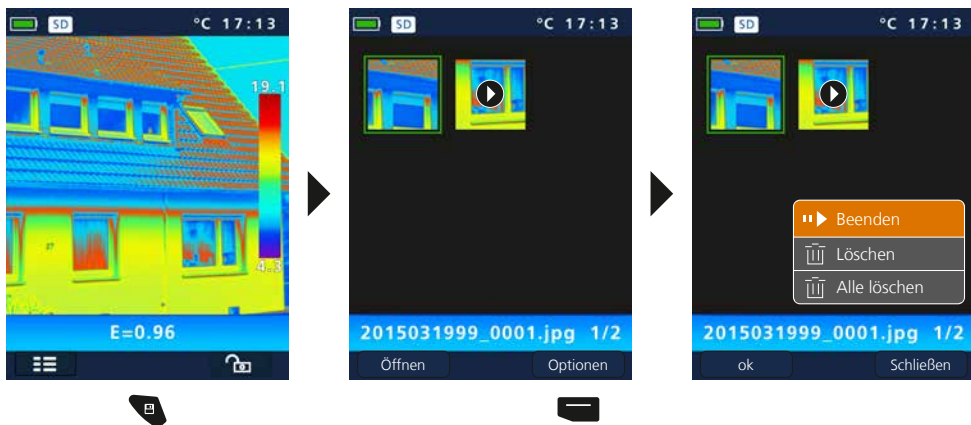 SD °C 17:13
19.1
27
4.3
E=0.96
SD °C 17:13
2015031999_0001.jpg 1/2
Öffnen Optionen
SD °C 17:13
Beenden
Löschen
Alle löschen
2015031999_0001.jpg 1/2
ok Schließen